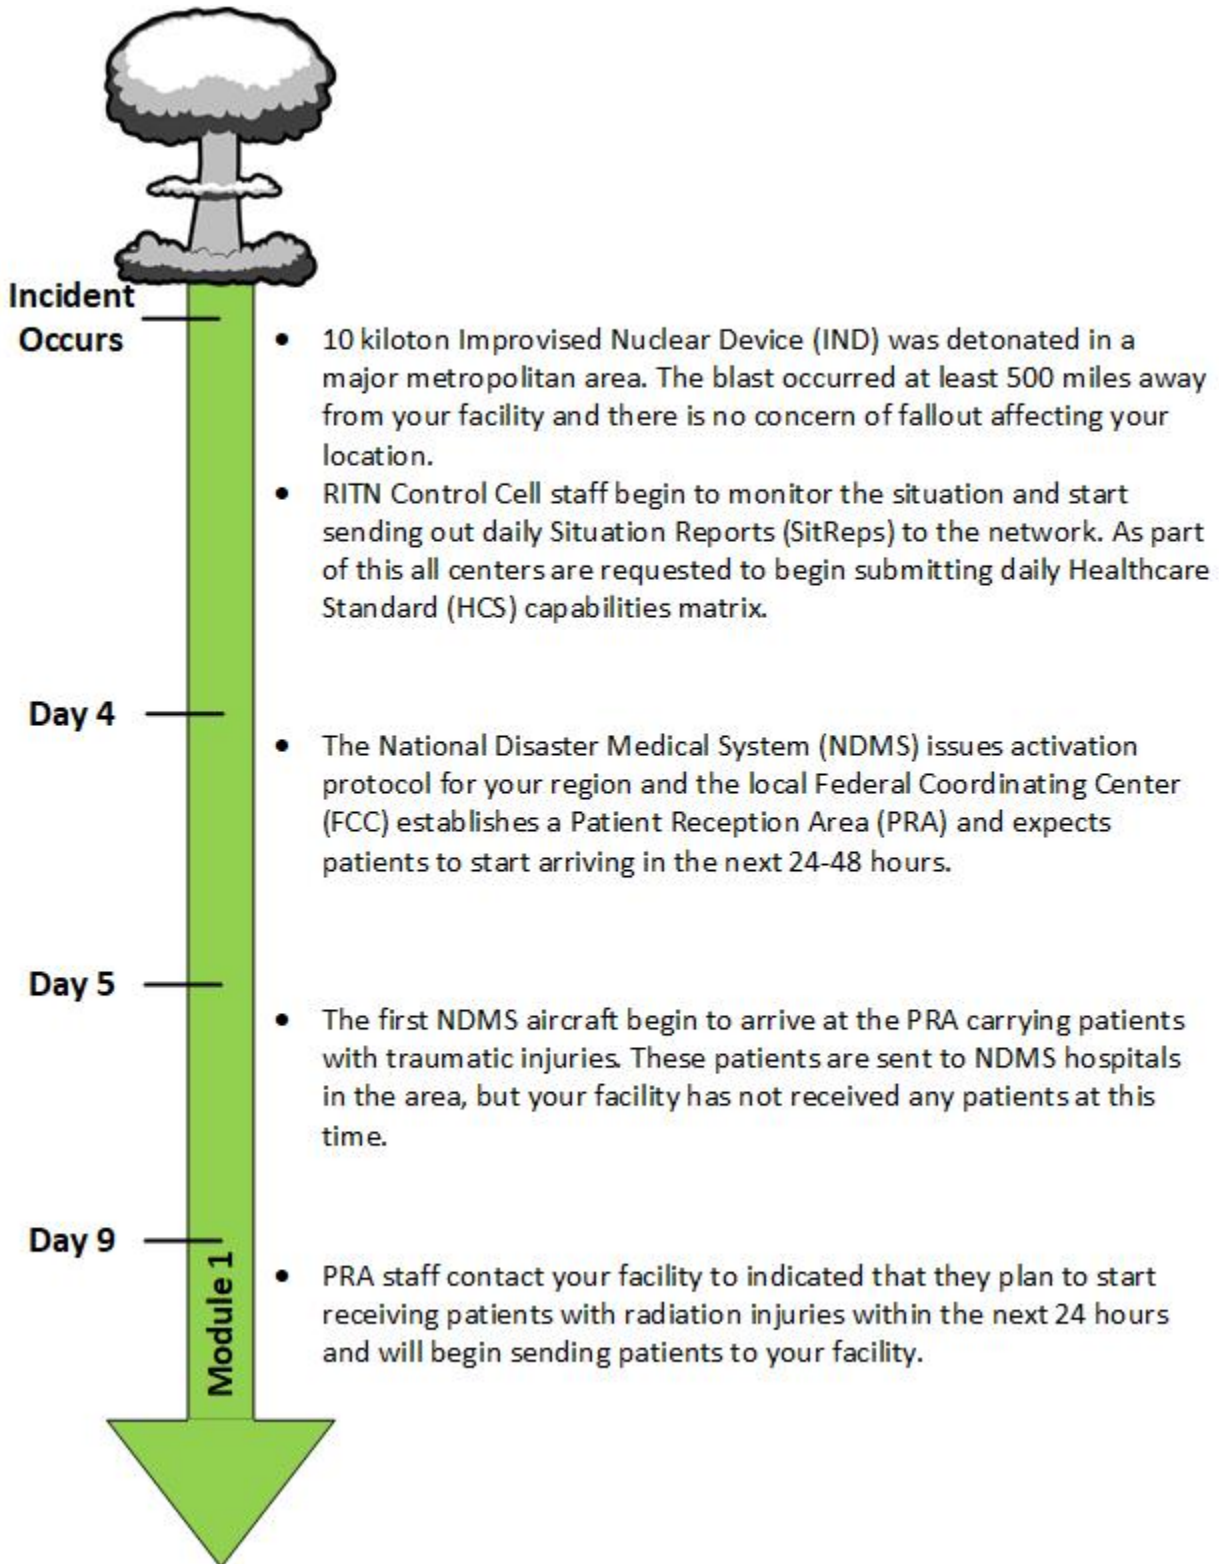 Incident
Occurs
• 10 kiloton Improvised Nuclear Device (IND) was detonated in a
major metropolitan area. The blast occurred at least 500 miles away
from your facility and there is no concern of fallout affecting your
location.
• RITN Control Cell staff begin to monitor the situation and start
sending out daily Situation Reports (SitReps) to the network. As part
of this all centers are requested to begin submitting daily Healthcare
Standard (HCS) capabilities matrix.
Day 4
• The National Disaster Medical System (NDMS) issues activation
protocol for your region and the local Federal Coordinating Center
(FCC) establishes a Patient Reception Area (PRA) and expects
patients to start arriving in the next 24-48 hours.
Day 5
• The first NDMS aircraft begin to arrive at the PRA carrying patients
with traumatic injuries. These patients are sent to NDMS hospitals
in the area, but your facility has not received any patients at this
time.
Day 9
• PRA staff contact your facility to indicated that they plan to start
receiving patients with radiation injuries within the next 24 hours
and will begin sending patients to your facility.
Module 1